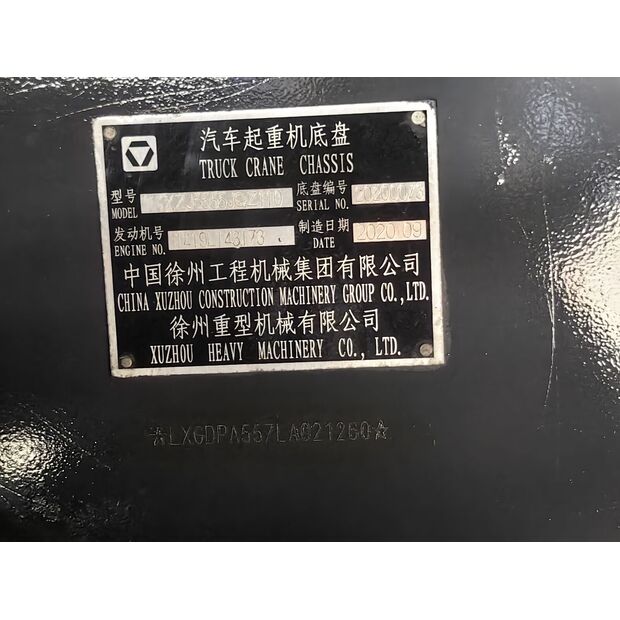 汽车起重机底盘
TRUCK CRANE CHASSIS
型号 底盘编号
MODEL SERIAL NO.
发动机号 制造日期 2020.09
ENGINE NO. DATE
中国徐州工程机械集团有限公司
CHINA XUZHOU CONSTRUCTION MACHINERY GROUP CO.,LTD.
徐州重型机械有限公司
XUZHOU HEAVY MACHINERY CO., LTD.
☆LXGDPA557LA021260☆